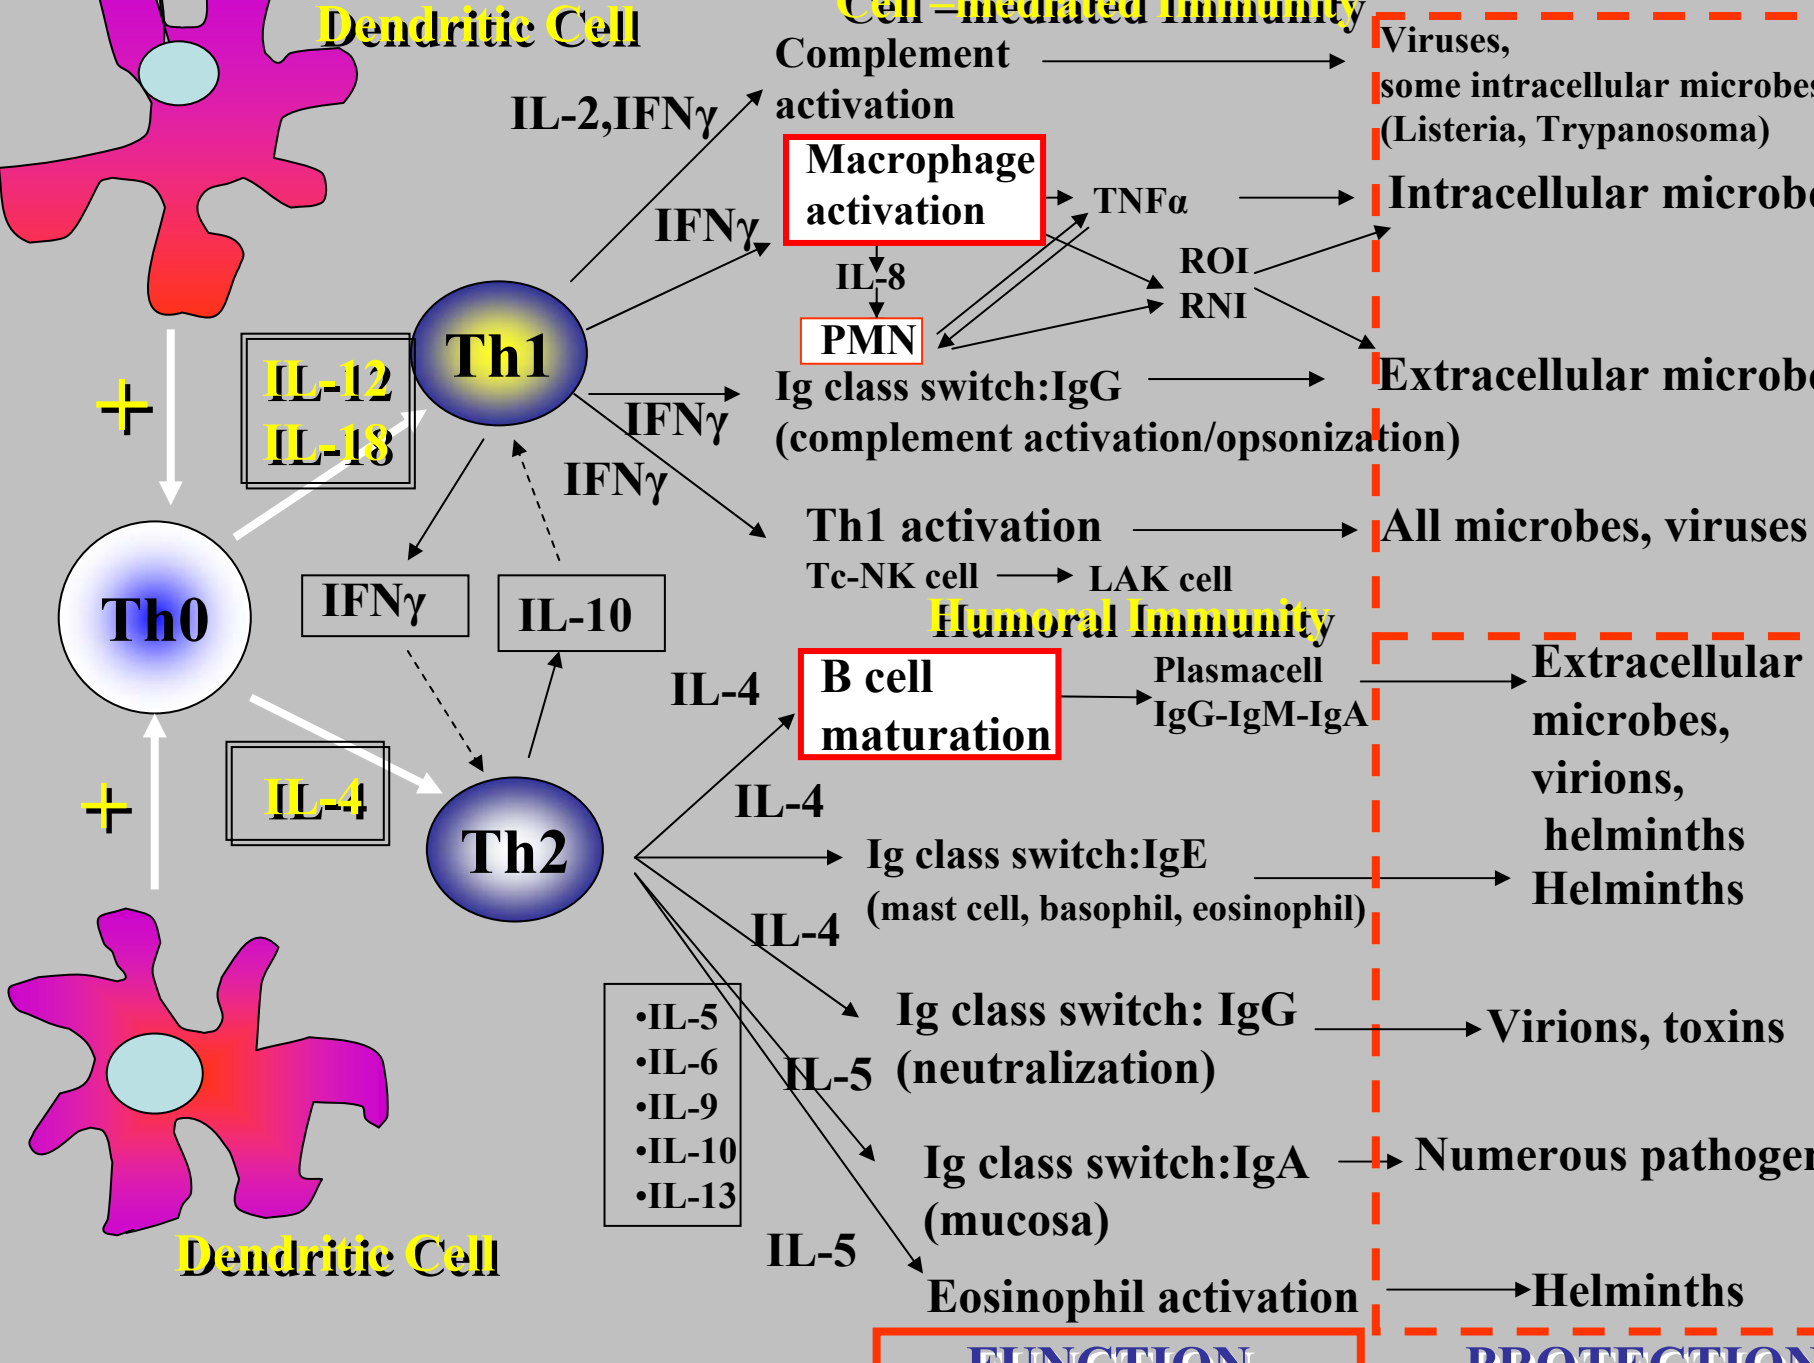 Dendritic Cell
Cell –mediated Immunity
Complement
activation
IL-2,IFNγ
Viruses,
some intracellular microbes
(Listeria, Trypanosoma)
Macrophage
activation
IFNγ
TNFα
Intracellular microbe
IL-8
ROI
RNI
PMN
Th1
IL-12
IL-18
+
Ig class switch:IgG
(complement activation/opsonization)
IFNγ
Extracellular microbe
IFNγ
Th1 activation
All microbes, viruses
Tc-NK cell
LAK cell
Th0
IFNγ
IL-10
Humoral Immunity
IL-4
B cell
maturation
Plasmacell
IgG-IgM-IgA
Extracellular
microbes,
virions,
helminths
+
IL-4
Th2
IL-4
Ig class switch:IgE
(mast cell, basophil, eosinophil)
Helminths
IL-4
•IL-5
•IL-6
•IL-9
•IL-10
•IL-13
Ig class switch: IgG
(neutralization)
Virions, toxins
IL-5
Ig class switch:IgA
(mucosa)
Numerous pathogen
Dendritic Cell
IL-5
Eosinophil activation
Helminths
FUNCTION
PROTECTION